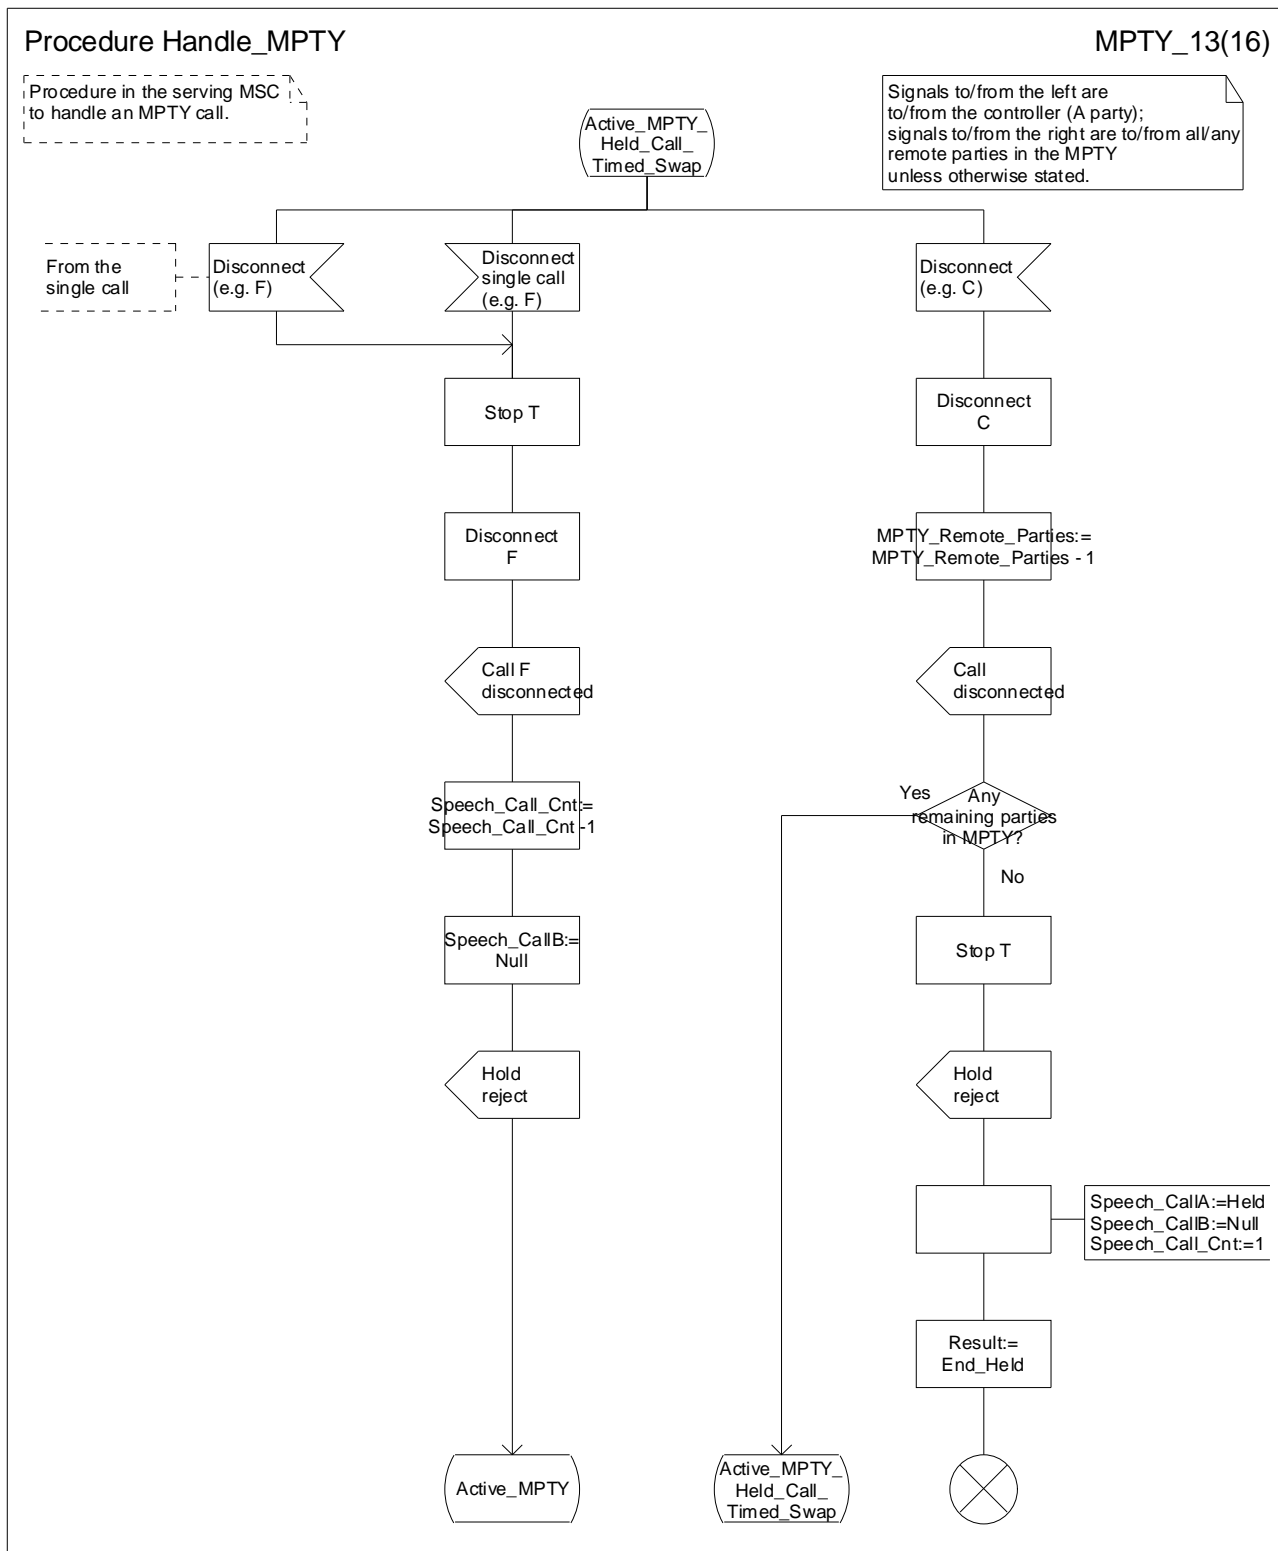 Procedure Handle_MPTY
MPTY_13(16)
Procedure in the serving MSC
to handle an MPTY call.
Signals to/from the left are
to/from the controller (A party);
signals to/from the right are to/from all/any
remote parties in the MPTY
unless otherwise stated.
Active_MPTY_
Held_Call_
Timed_Swap
From the
single call
Disconnect
(e.g. F)
Disconnect
single call
(e.g. F)
Disconnect
(e.g. C)
Stop T
Disconnect
C
Disconnect
F
MPTY_Remote_Parties:=
MPTY_Remote_Parties - 1
Call F
disconnected
Call
disconnected
Speech_Call_Cnt:=
Speech_Call_Cnt -1
Yes
Any
remaining parties
in MPTY?
No
Speech_CallB:=
Null
Stop T
Hold
reject
Hold
reject
Speech_CallA:=Held
Speech_CallB:=Null
Speech_Call_Cnt:=1
Result:=
End_Held
Active_MPTY
Active_MPTY_
Held_Call_
Timed_Swap